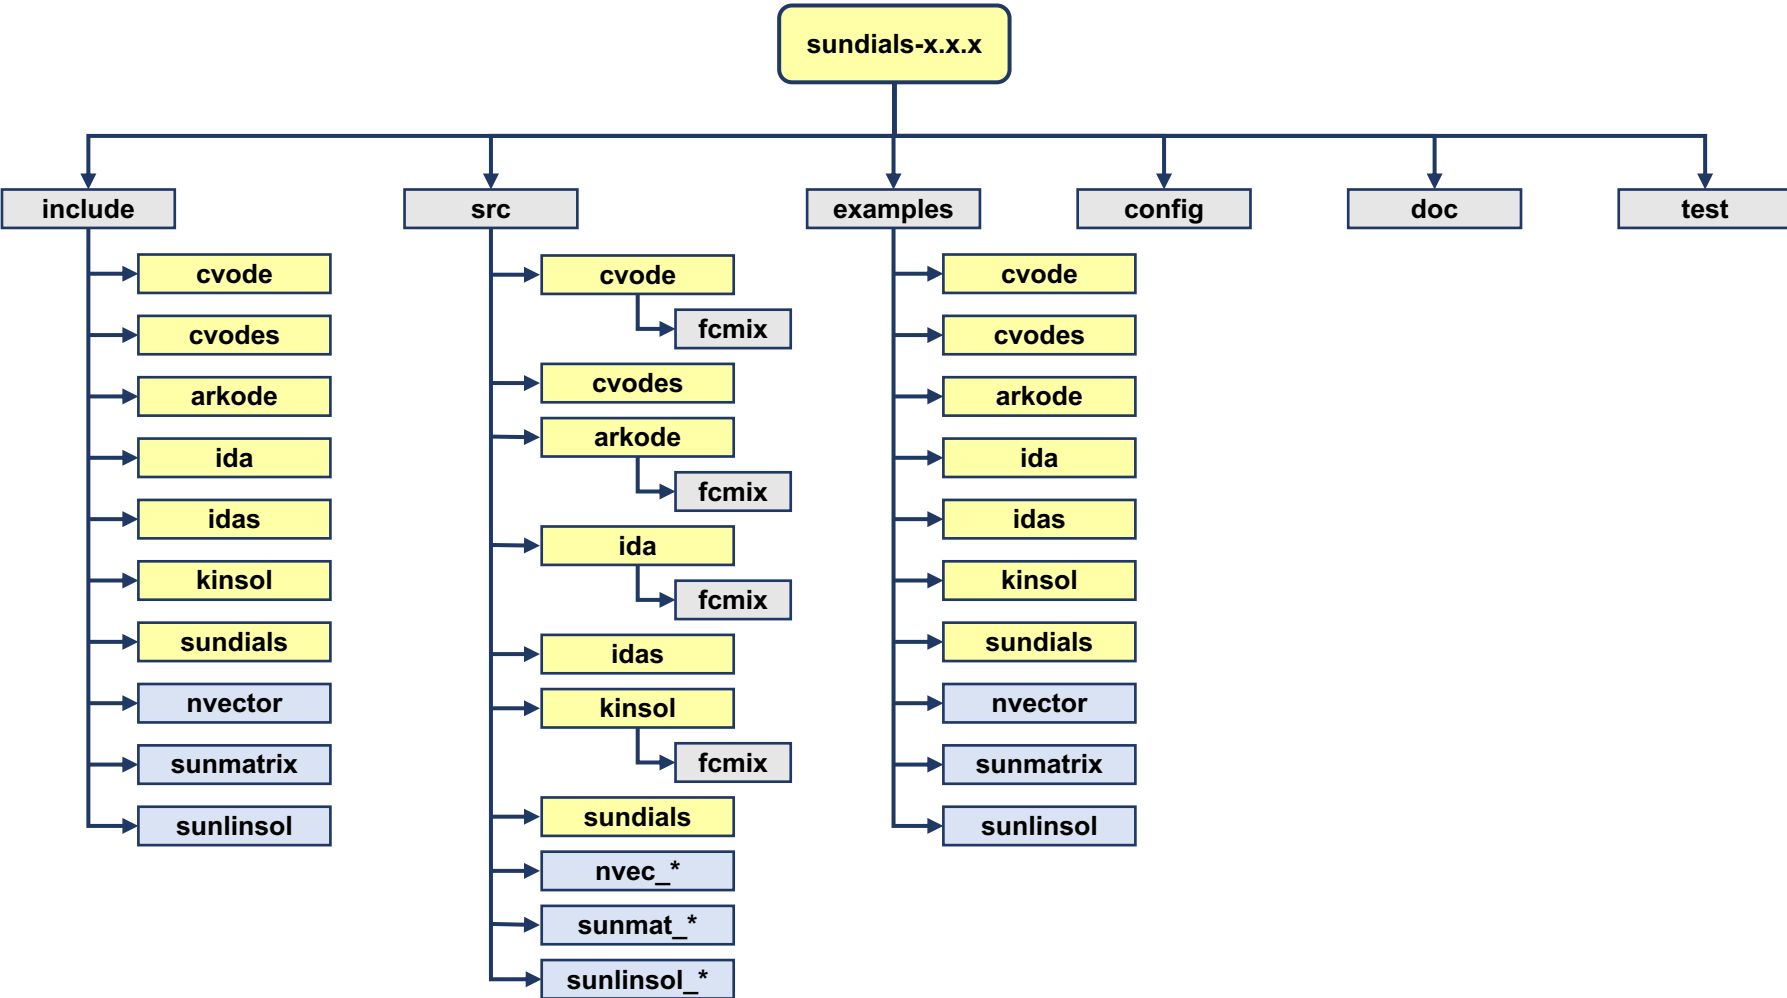 sundials-x.x.x
include
src
examples
config
doc
test
cvode
cvodes
arkode
ida
idas
kinsol
sundials
nvector
sunmatrix
sunlinsol
cvode
fcmix
cvodes
arkode
fcmix
ida
fcmix
idas
kinsol
fcmix
sundials
nvec_*
sunmat_*
sunlinsol_*
cvode
cvodes
arkode
ida
idas
kinsol
sundials
nvector
sunmatrix
sunlinsol